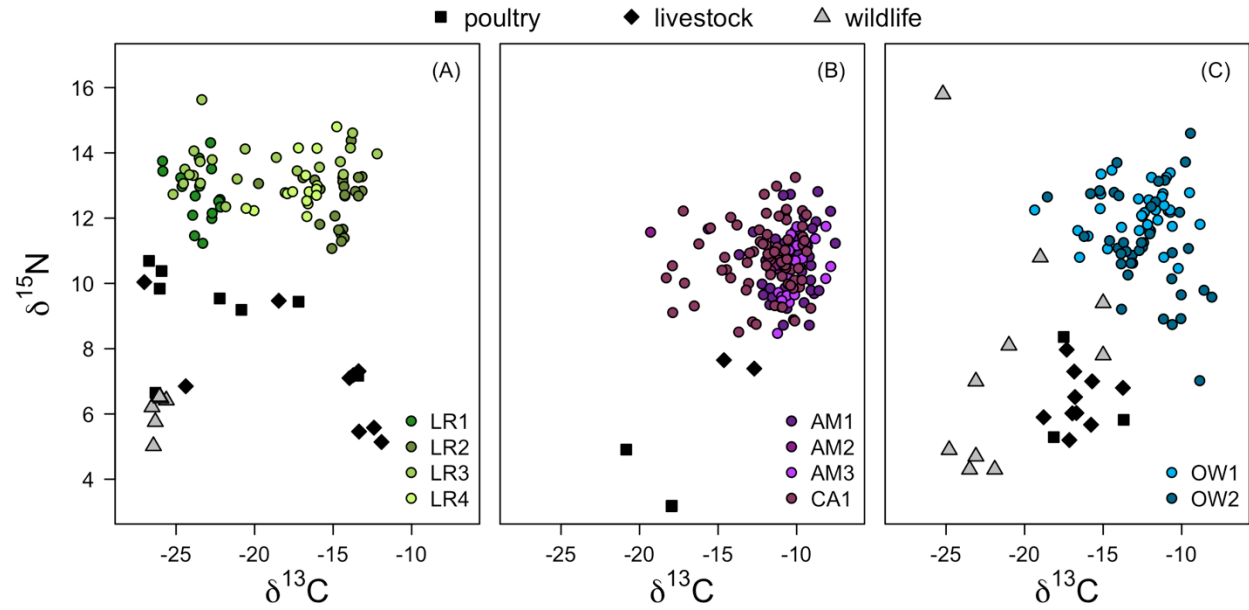 poultry livestock wildlife
(A) (B) (C)
16
14
12
10
8
6
4
δ15N
LR1
LR2
LR3
LR4
AM1
AM2
AM3
CA1
OW1
OW2
-25 -20 -15 -10 -25 -20 -15 -10 -25 -20 -15 -10
δ13C δ13C δ13C